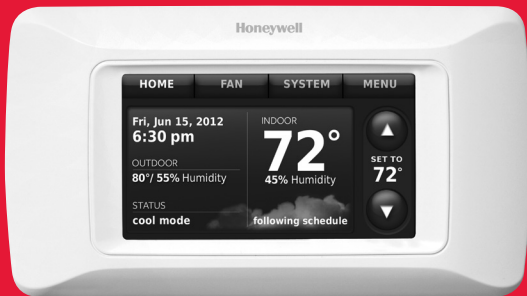 Honeywell
HOME FAN SYSTEM MENU
Fri, Jun 15, 2012
6:30 pm
OUTDOOR
80°/ 55% Humidity
STATUS
cool mode
INDOOR
72°
45% Humidity
following schedule
SET TO
72°